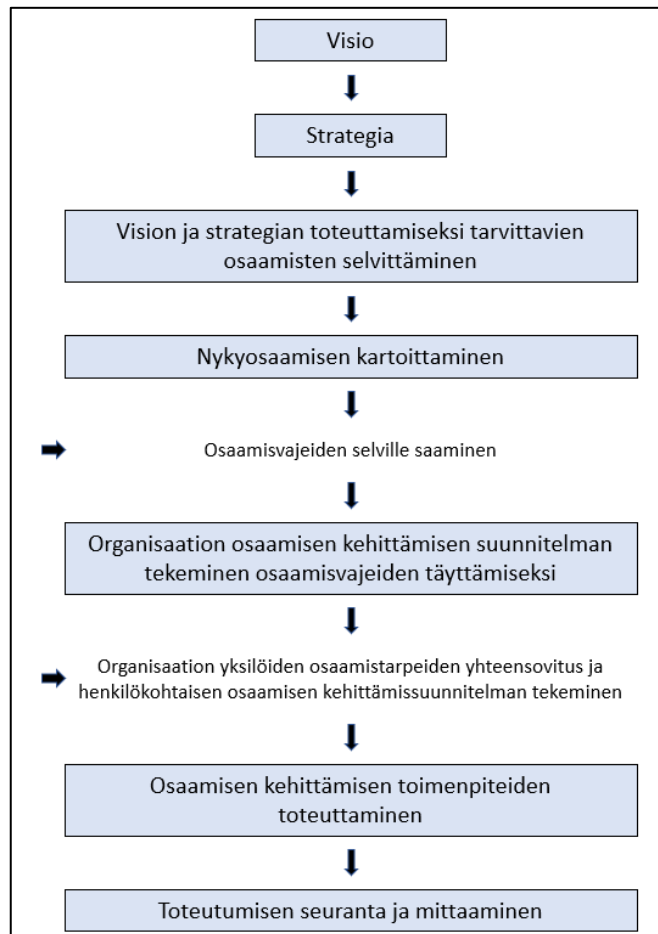 Visio
Strategia
Vision ja strategian toteuttamiseksi tarvittavien
osaamisten selvittäminen
Nykyosaamisen kartoittaminen
Osaamisvajeiden selville saaminen
Organisaation osaamisen kehittämisen suunnitelman
tekeminen osaamisvajeiden täyttämiseksi
Organisaation yksilöiden osaamistarpeiden yhteensovitus ja
henkilökohtaisen osaamisen kehittämissuunnitelman tekeminen
Osaamisen kehittämisen toimenpiteiden
toteuttaminen
Toteutumisen seuranta ja mittaaminen